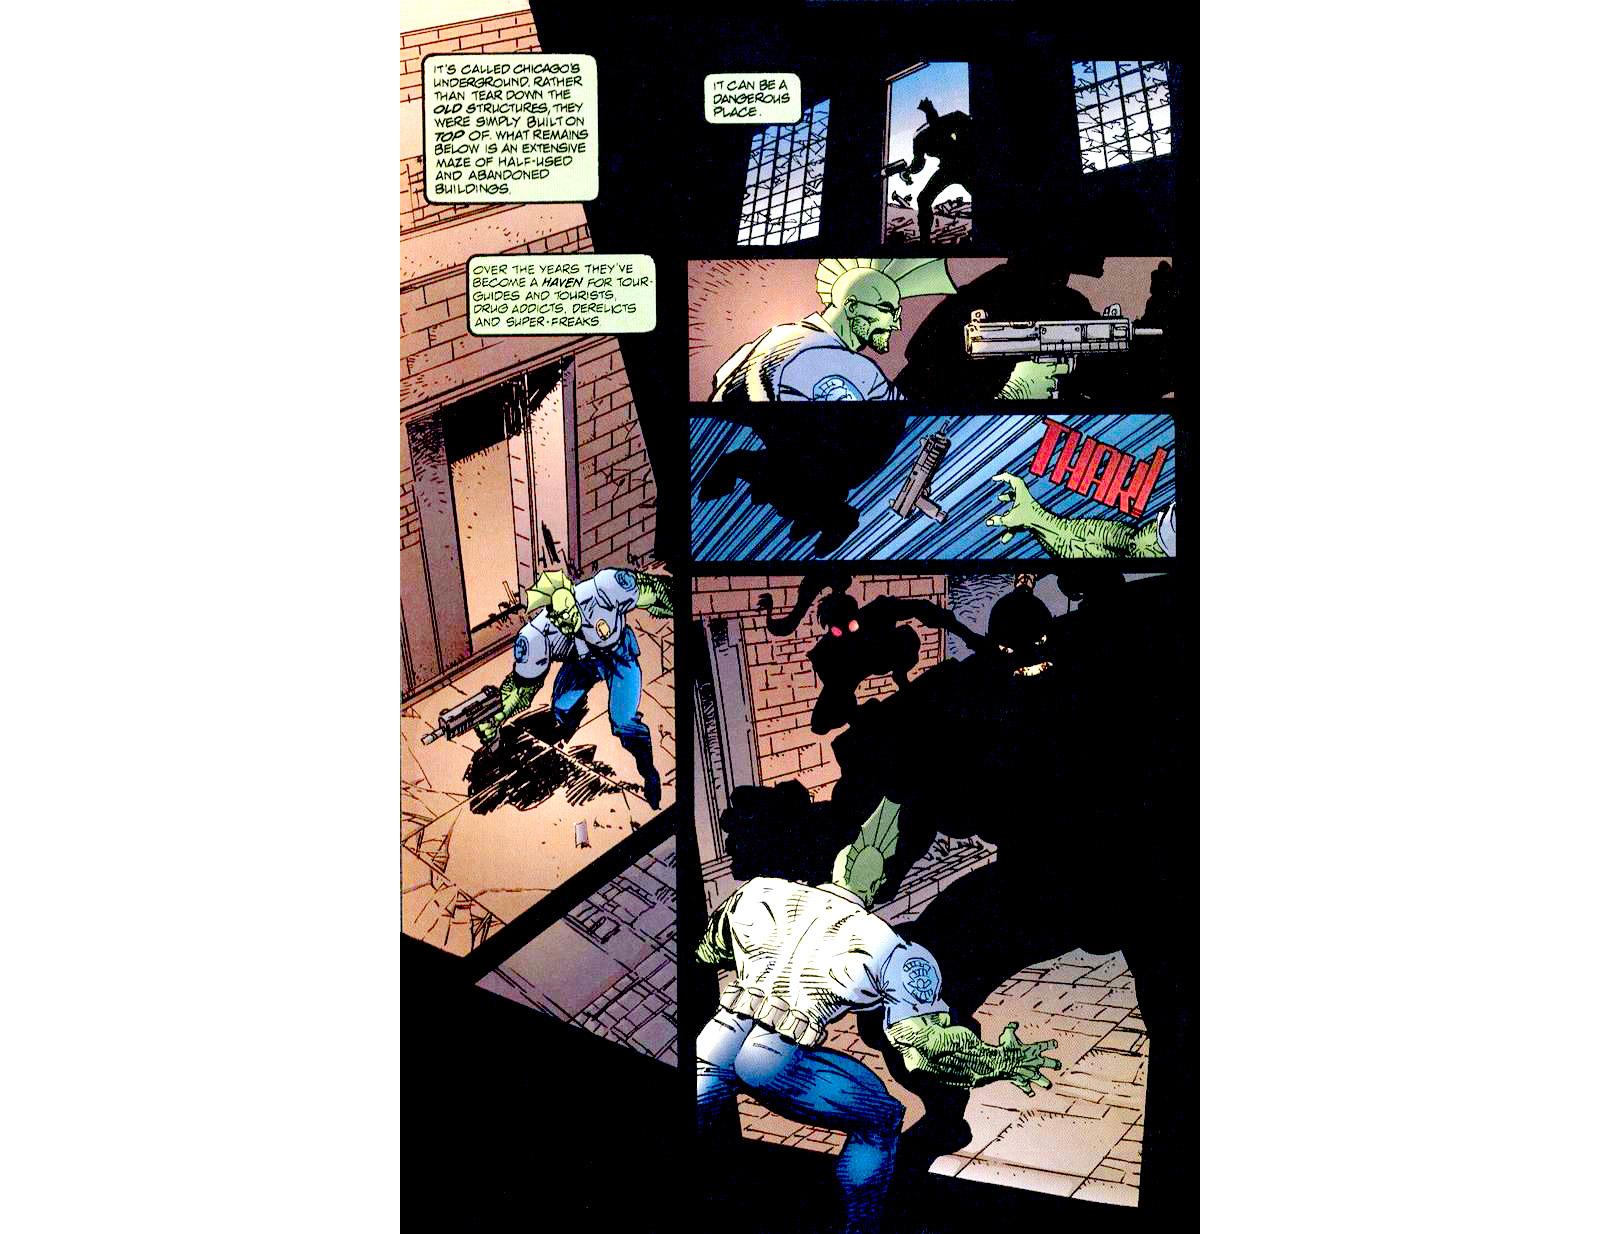 IT'S CALLED CHICAGO'S
UNDERGROUND. RATHER
THAN TEAR DOWN THE
OLD STRUCTURES, THEY
WERE SIMPLY BUILT ON
TOP OF. WHAT REMAINS
BELOW IS AN EXTENSIVE
MAZE OF HALF-USED
AND ABANDONED
BUILDINGS.
OVER THE YEARS THEY'VE
BECOME A HAVEN FOR TOUR-
GUIDES AND TOURISTS,
DRUG ADDICTS, DERELICTS
AND SUPER-FREAKS
IT CAN BE A
DANGEROUS
PLACE.
THAK!